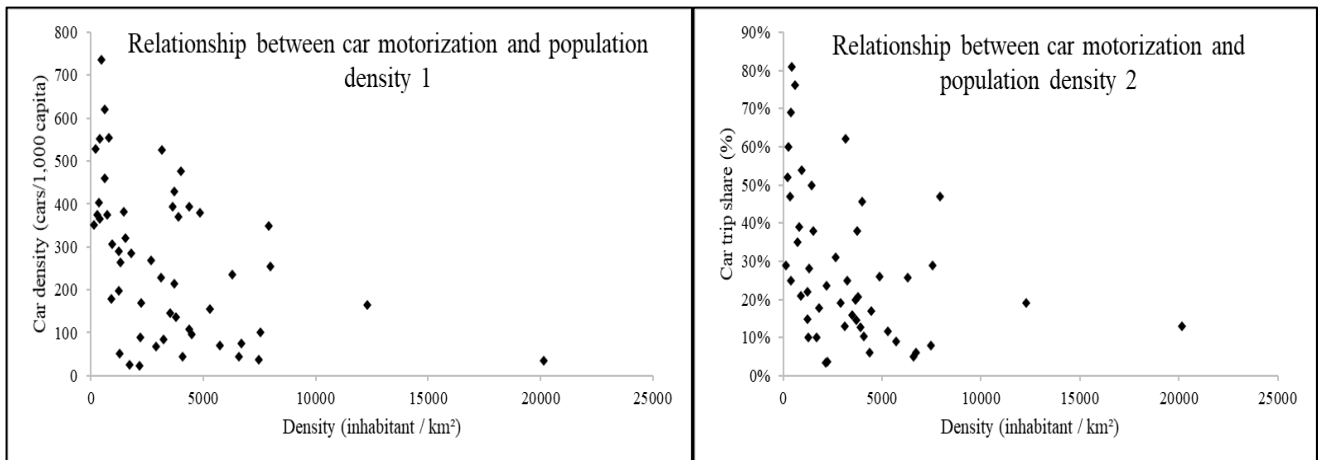 Relationship between car motorization and population
density 1
Car density (cars/1,000 capita)
800
700
600
500
400
300
200
100
0
0 5000 10000 15000 20000 25000
Density (inhabitant / km²)
Relationship between car motorization and
population density 2
Car trip share (%)
90%
80%
70%
60%
50%
40%
30%
20%
10%
0%
0 5000 10000 15000 20000 25000
Density (inhabitant / km²)